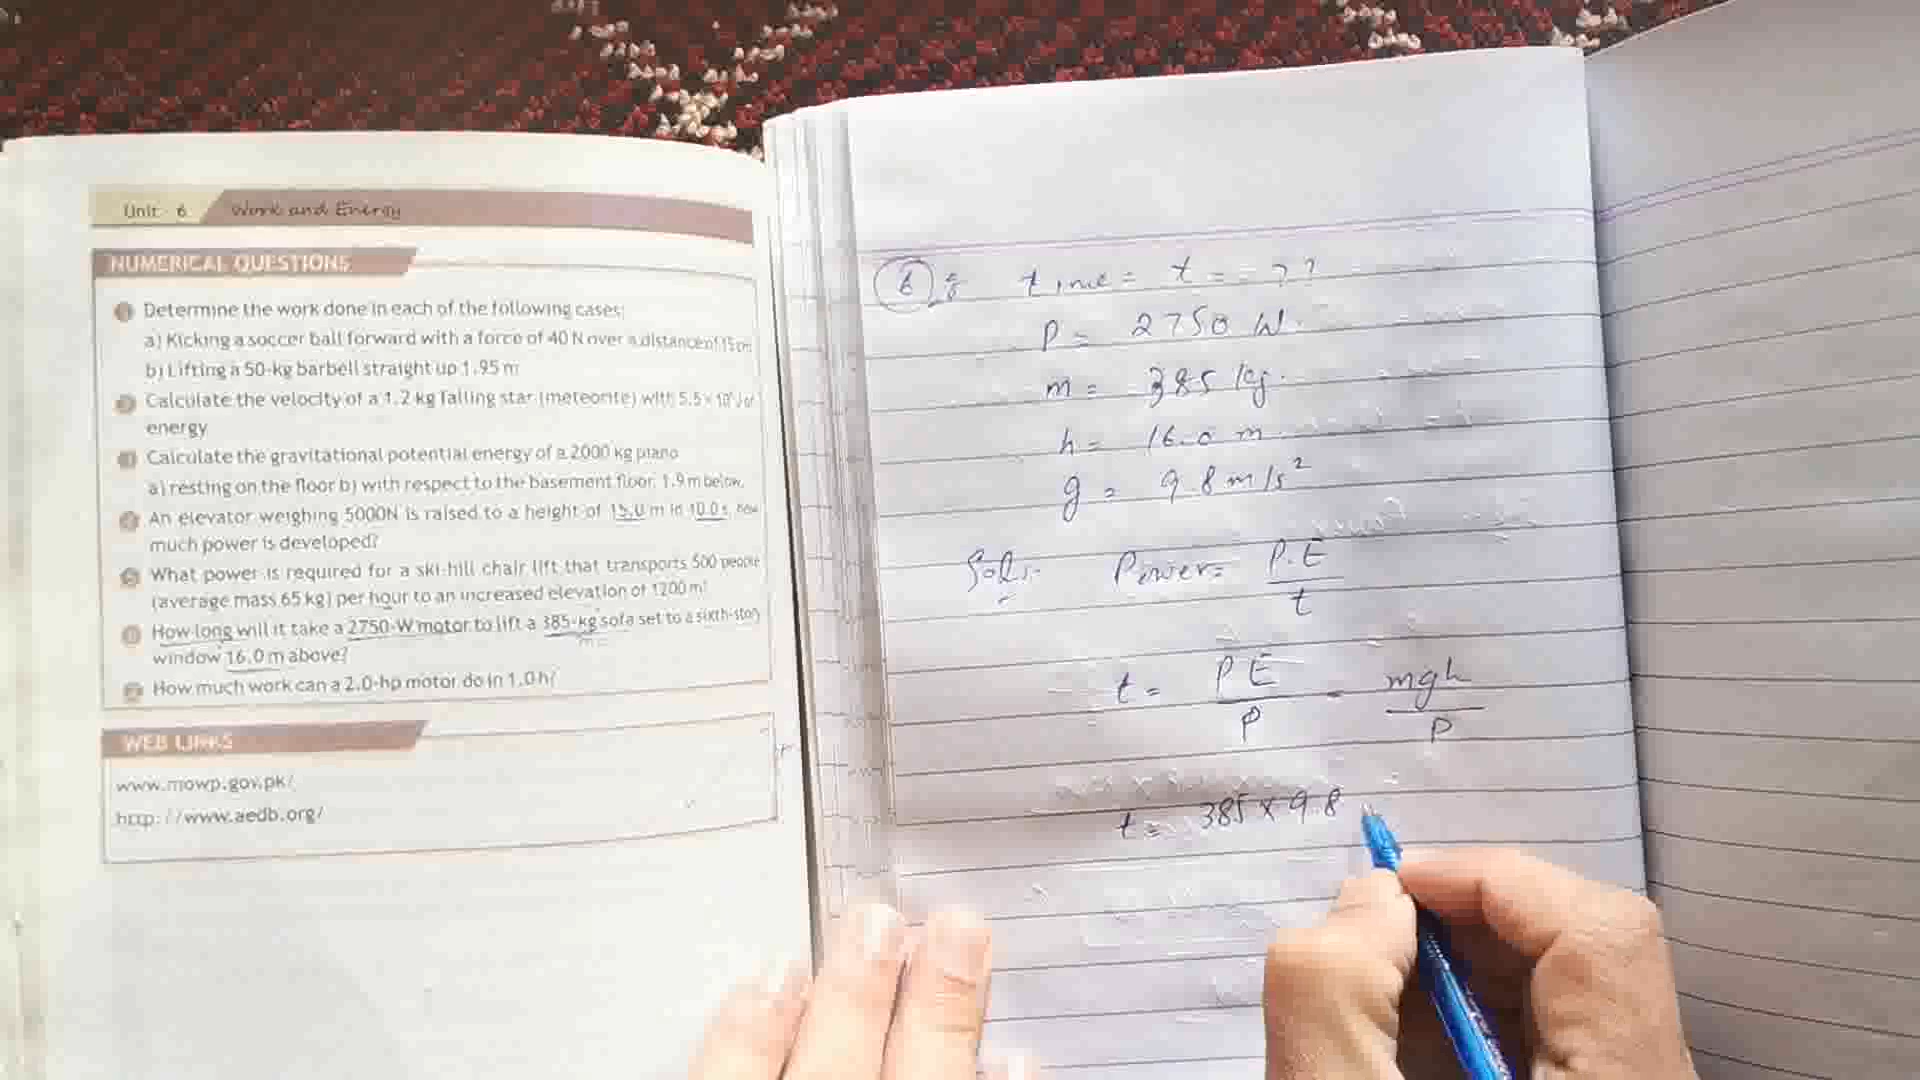 Unit - 6 Work and Energy
NUMERICAL QUESTIONS
Determine the work done in each of the following cases:
a) Kicking a soccer ball forward with a force of 40 N over a distance of 15 cm
b) Lifting a 50-kg barbell straight up 1.95 m
Calculate the velocity of a 1.2 kg falling star (meteorite) with 5.5 × 10 J of
energy
Calculate the gravitational potential energy of a 2000 kg piano
a) resting on the floor b) with respect to the basement floor, 1.9 m below.
4 An elevator weighing 5000N is raised to a height of 15.0 m in 10.0 s, how
much power is developed?
5 What power is required for a ski-hill chair lift that transports 500 people
(average mass 65 kg) per hour to an increased elevation of 1200 m?
6 How long will it take a 2750-W motor to lift a 385-kg sofa set to a sixth-story
window 16.0 m above?
How much work can a 2.0-hp motor do in 1.0 h?
WEB LINKS
www.mowp.gov.pk/
http://www.aedb.org/
6 time = t = ??
P = 2750 W.
m = 385 kg.
h = 16.0 m
g = 9.8 m/s²
Sol:- Power = P.E
t
t = P E = mgh
P P
t = 385 × 9.8